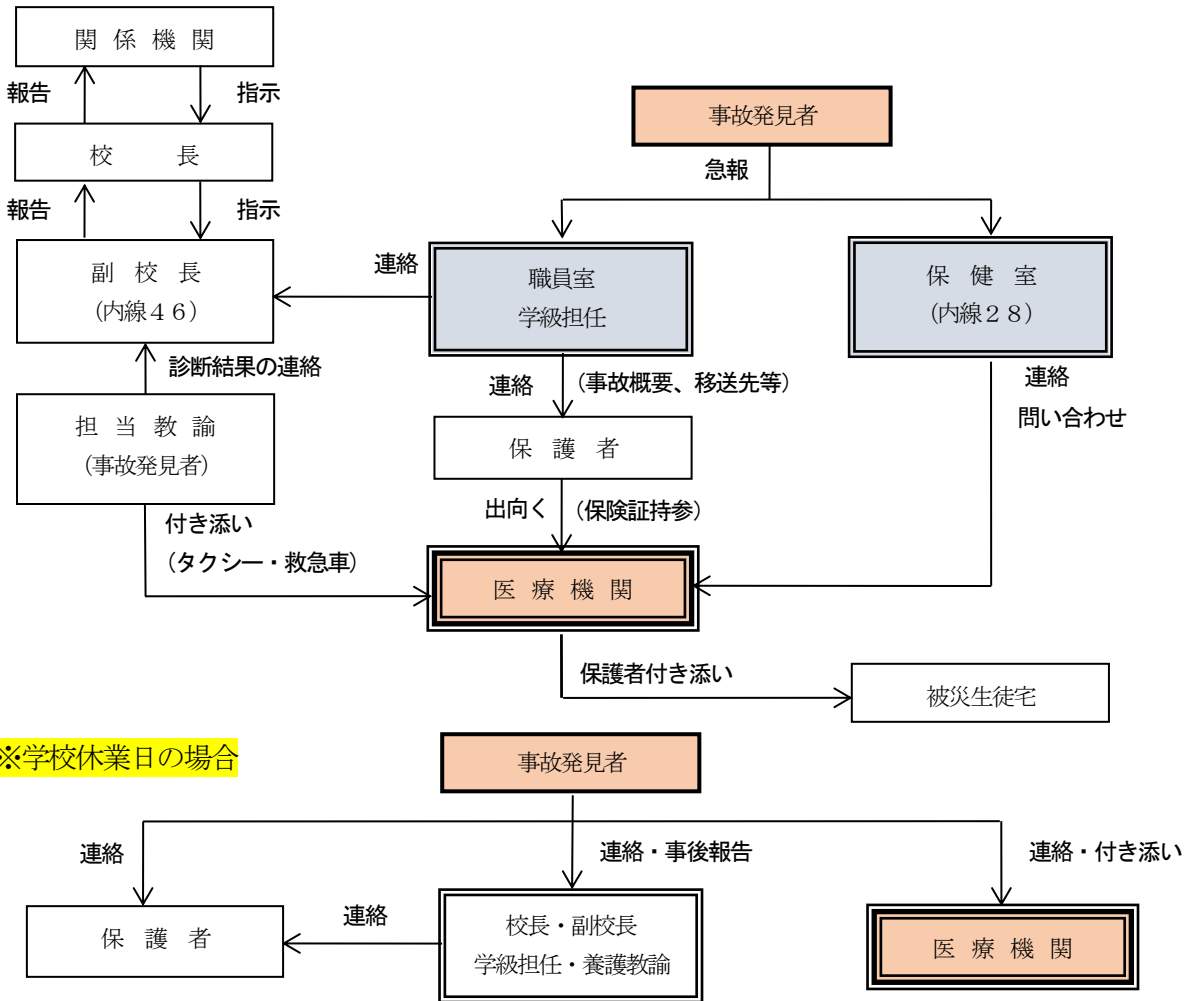 関 係 機 関
報告
指示
校 長
報告
指示
副 校 長
(内線４６)
診断結果の連絡
担 当 教 諭
(事故発見者)
付き添い
(タクシー・救急車)
事故発見者
急報
連絡
職員室
学級担任
保 健 室
(内線２８)
連絡
(事故概要、移送先等)
連絡
問い合わせ
保 護 者
出向く
(保険証持参)
医 療 機 関
保護者付き添い
被災生徒宅
※学校休業日の場合
事故発見者
連絡
連絡・事後報告
連絡・付き添い
保 護 者
連絡
校長・副校長
学級担任・養護教諭
医 療 機 関